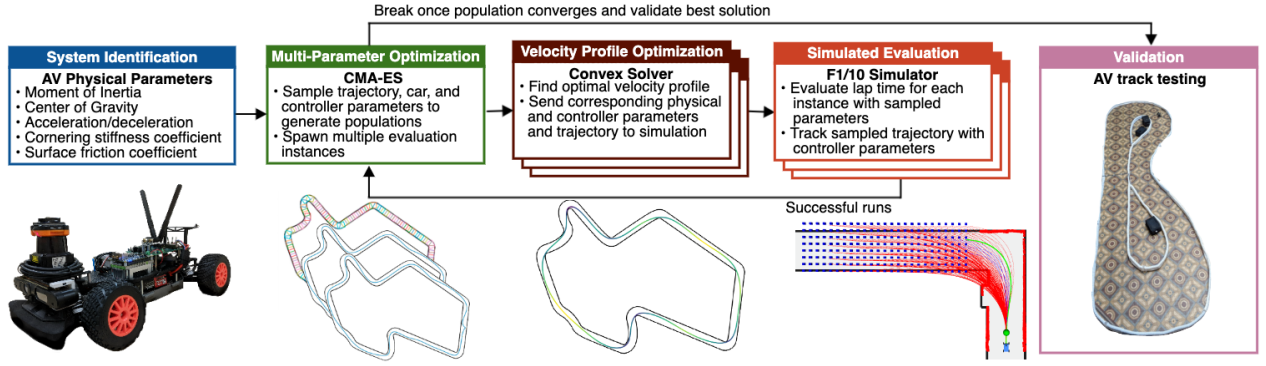 Break once population converges and validate best solution
System Identification
AV Physical Parameters
• Moment of Inertia
• Center of Gravity
• Acceleration/deceleration
• Cornering stiffness coefficient
• Surface friction coefficient
Multi-Parameter Optimization
CMA-ES
• Sample trajectory, car, and
controller parameters to
generate populations
• Spawn multiple evaluation
instances
Velocity Profile Optimization
Convex Solver
• Find optimal velocity profile
• Send corresponding physical
and controller parameters
and trajectory to simulation
Simulated Evaluation
F1/10 Simulator
• Evaluate lap time for each
instance with sampled
parameters
• Track sampled trajectory with
controller parameters
Validation
AV track testing
Successful runs